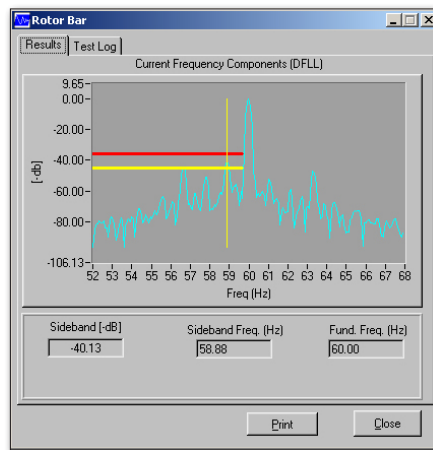 Rotor Bar
Results Test Log
Current Frequency Components (DFLL)
9.65
0.00
-20.00
-40.00
[-db]
-60.00
-80.00
-106.13
52 53 54 55 56 57 58 59 60 61 62 63 64 65 66 67 68
Freq (Hz)
Sideband [-dB] Sideband Freq. (Hz) Fund. Freq. (Hz)
-40.13 58.88 60.00
Print Close